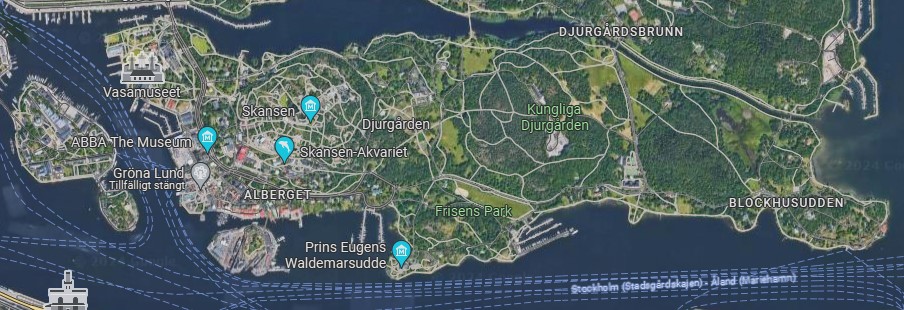 DJURGÅRDSBRUNN
Vasamuseet
Skansen
Kungliga
Djurgården
Djurgården
ABBA The Museum
Skansen-Akvariet
Gröna Lund
Tillfälligt stängt
ALBERGET
BLOCKHUSUDDEN
Frisens Park
Prins Eugens
Waldemarsudde
Stockholm (Stadsgårdskajen) - Åland (Mariehamn)